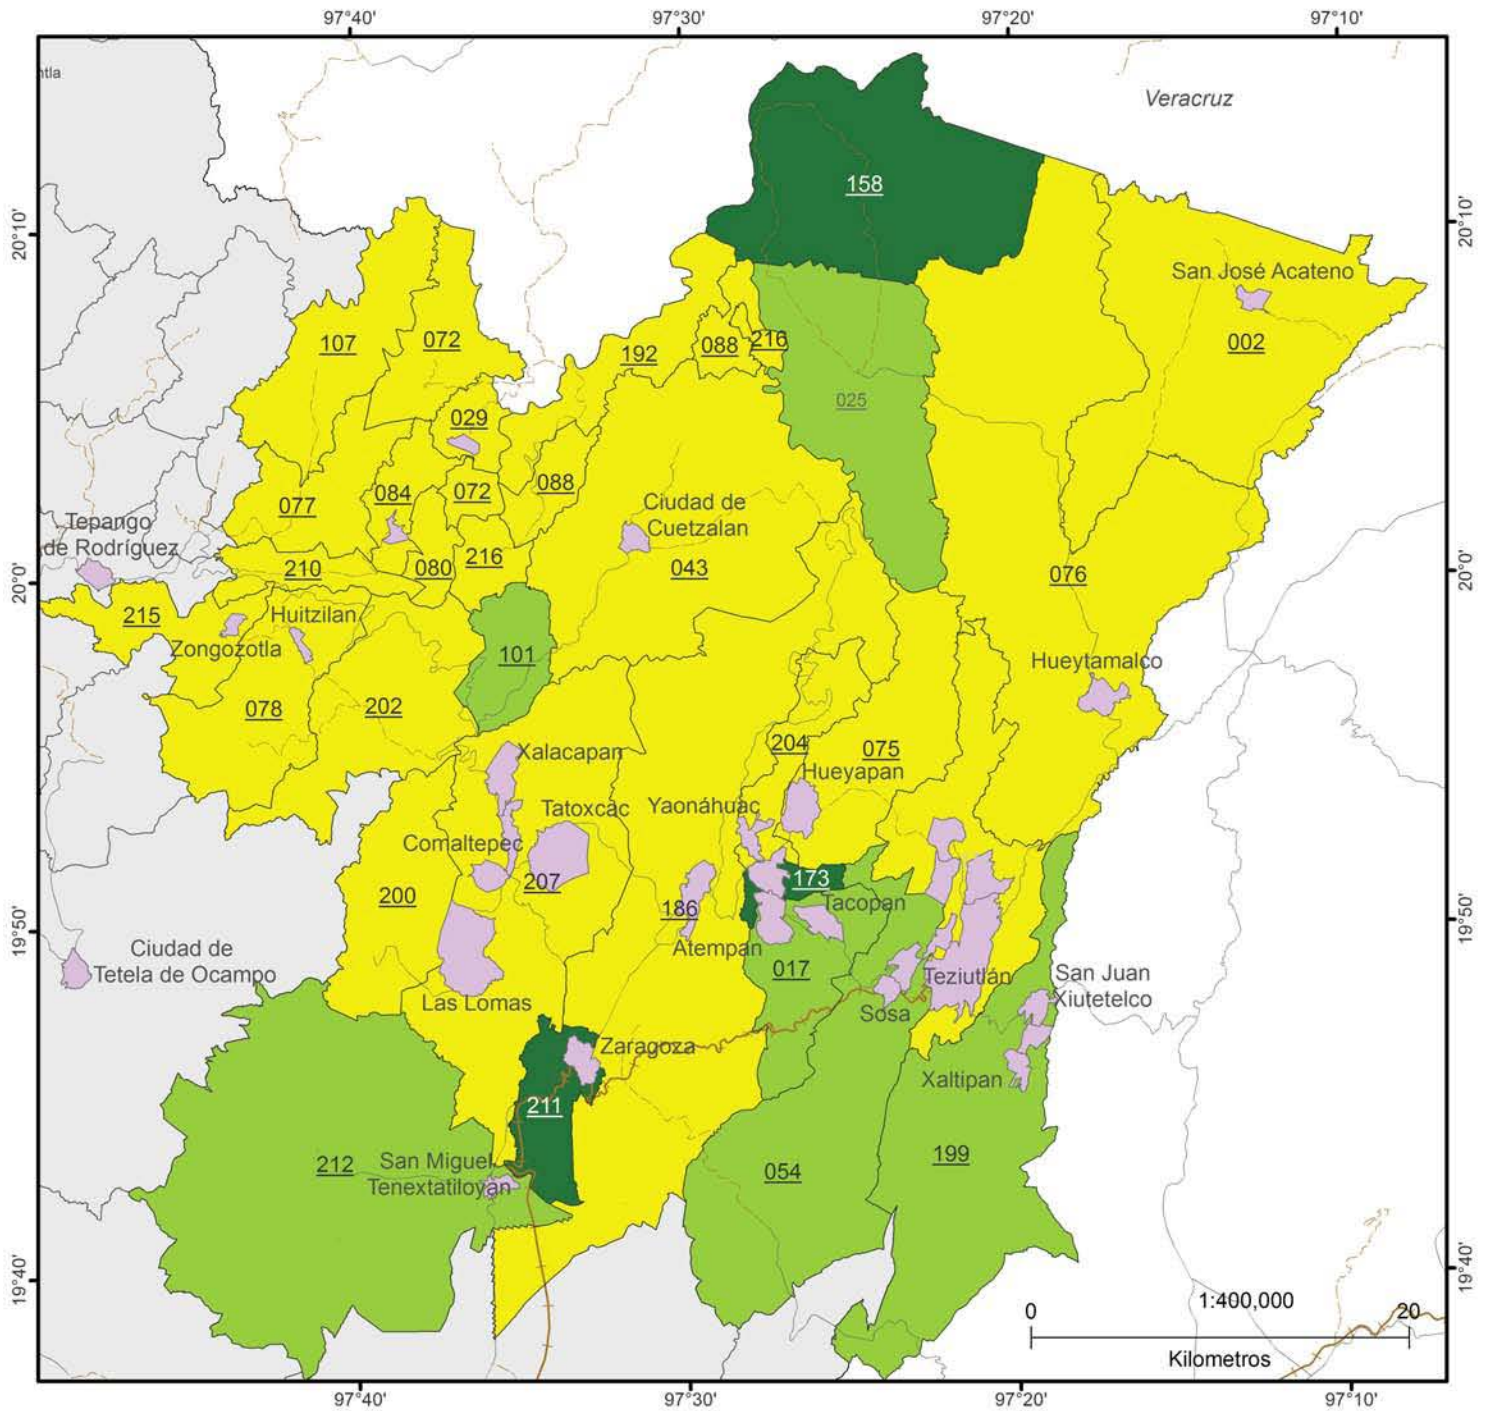 97°40'
97°30'
97°20'
97°10'
Veracruz
158
20°10'
20°10'
San José Acateno
002
107
072
192
088
216
025
029
077
084
072
088
Ciudad de
Cuetzalan
043
Tepango
de Rodríguez
210
080
216
076
20°0'
20°0'
215
Huitzilan
Zongozotla
101
Hueytamalco
078
202
204
075
Xalacapan
Hueyapan
Tatoxcac
Yaonáhuac
Comaltepec
200
207
173
186
Tacopan
Atempan
19°50'
19°50'
Ciudad de
Tetela de Ocampo
017
Teziutlán
San Juan
Xiutetelco
Las Lomas
Sosa
Zaragoza
Xaltipan
211
212
San Miguel
Tenextatiloyan
054
199
19°40'
19°40'
0
1:400,000
20
Kilometros
97°40'
97°30'
97°20'
97°10'